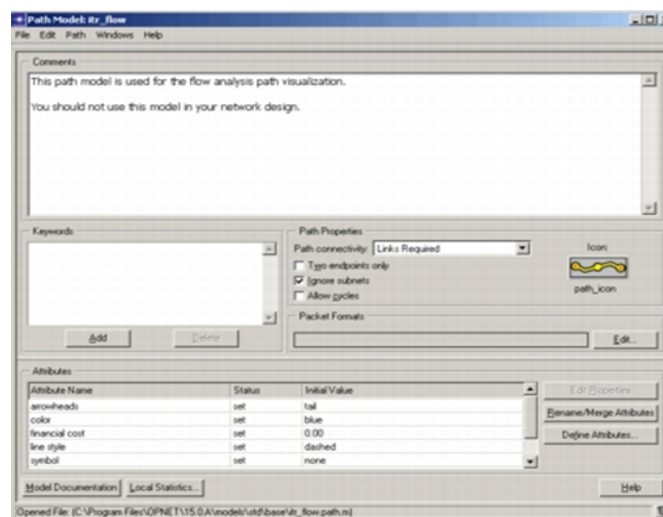 Path Model: itr_flow
File Edit Path Windows Help
Comments
This path model is used for the flow analysis path visualization.
You should not use this model in your network design.
Keywords
Add
Delete
Path Properties
Path connectivity: Links Required
Two endpoints only
Ignore subnets
Allow cycles
Icon:
path_icon
Packet Formats
Edit...
Attributes
Attribute Name Status Initial Value
arrowheads set tail
color set blue
financial cost set 0.00
line style set dashed
symbol set none
Edit Properties
Rename/Merge Attributes
Define Attributes...
Model Documentation Local Statistics... Help
Opened File: (C:\Program Files\OPNET\15.0.A\models\std\base\itr_flow.path.m)